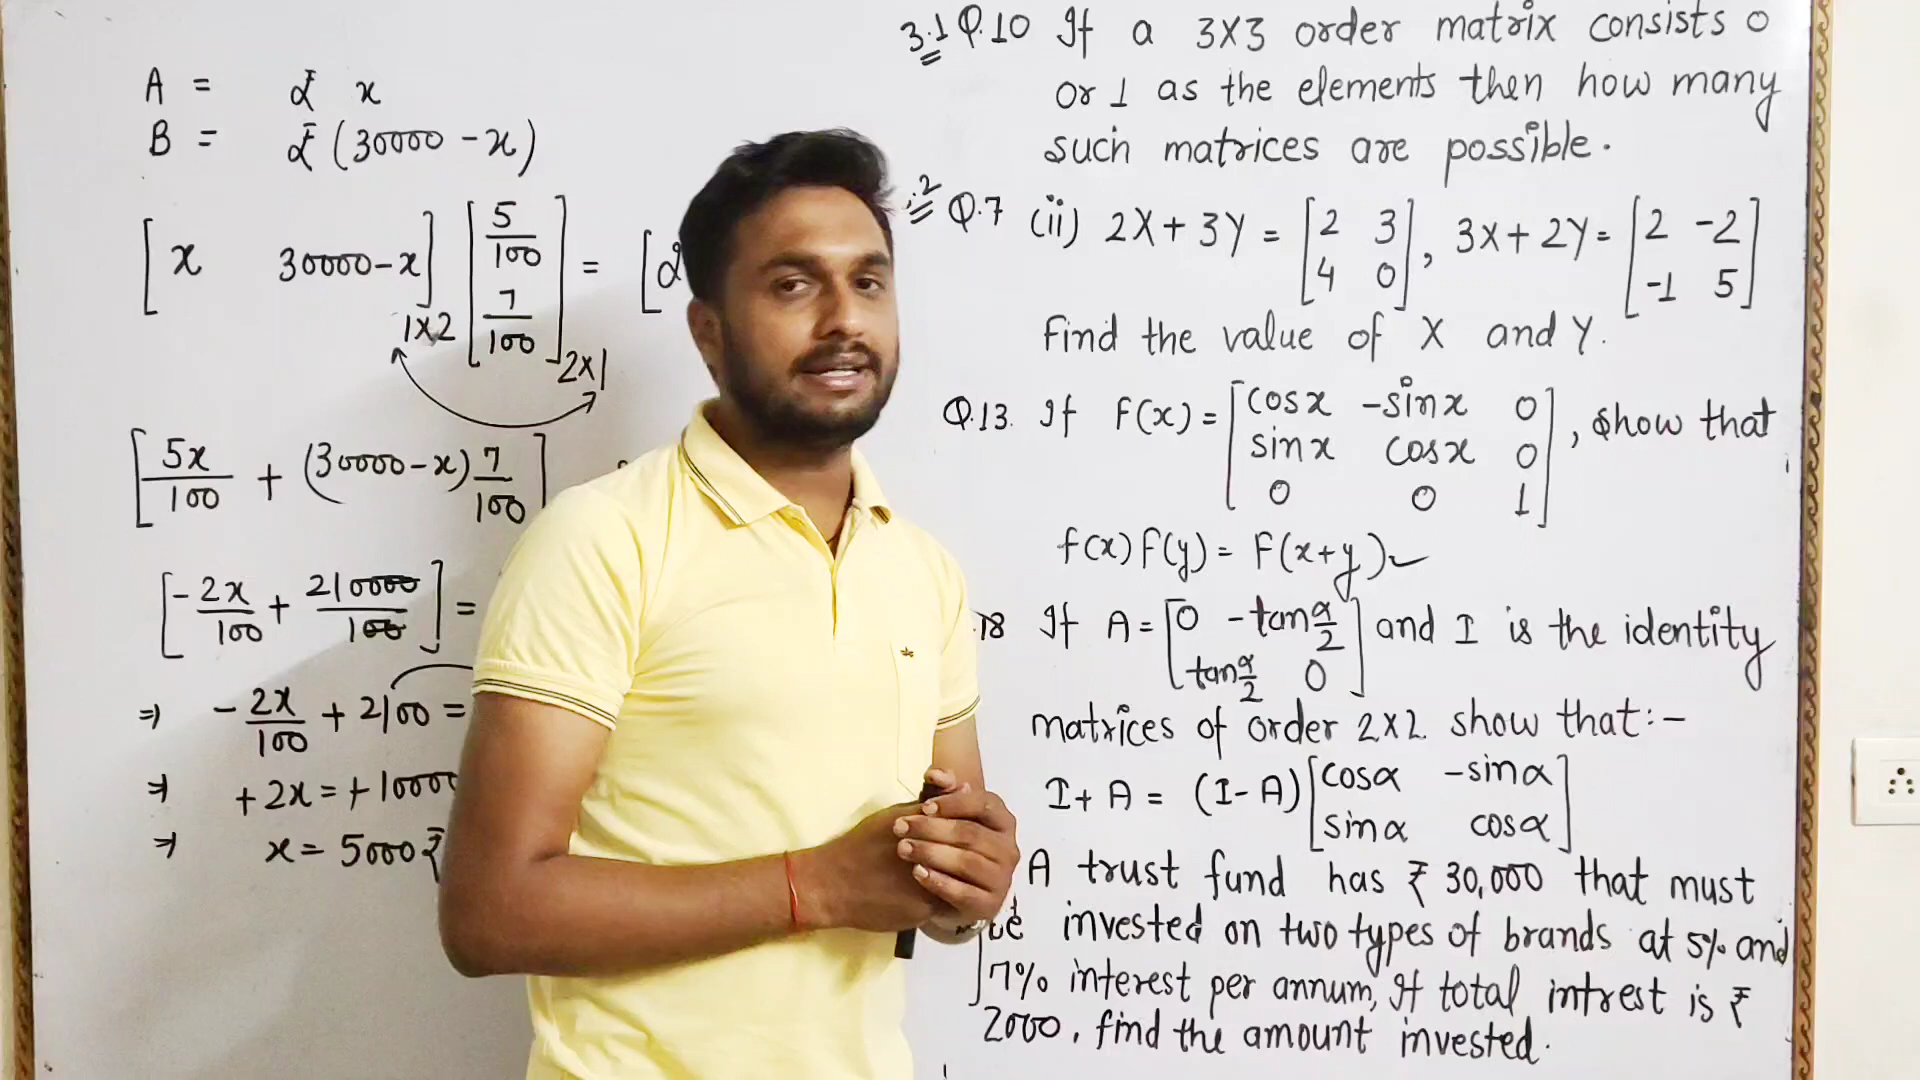 A = ₹ x
B = ₹ (30000 - x)
[x 30000-x] 1x2 [5/100 7/100] 2x1 = [2
[5x/100 + (30000-x) 7/100]
[-2x/100 + 210000/100] =
⇒ -2x/100 + 2100 =
⇒ +2x = +10000
⇒ x = 5000 ₹
3.1 Q.10 If a 3X3 order matrix consists 0
or 1 as the elements then how many
such matrices are possible.
.2 Q.7 (ii) 2X + 3Y = [2 3 4 0], 3X + 2Y = [2 -2 -1 5]
Find the value of X and Y.
Q.13. If F(x) = [cosx -sinx 0 sinx cosx 0 0 0 1], show that
f(x) F(y) = F(x+y)
18 If A = [0 -tan α/2 tan α/2 0] and I is the identity
matrices of order 2X2 show that:-
I + A = (I - A) [cosα -sinα sinα cosα]
A trust fund has ₹ 30,000 that must
be invested on two types of brands at 5% and
7% interest per annum, If total intrest is ₹
2000, find the amount invested.